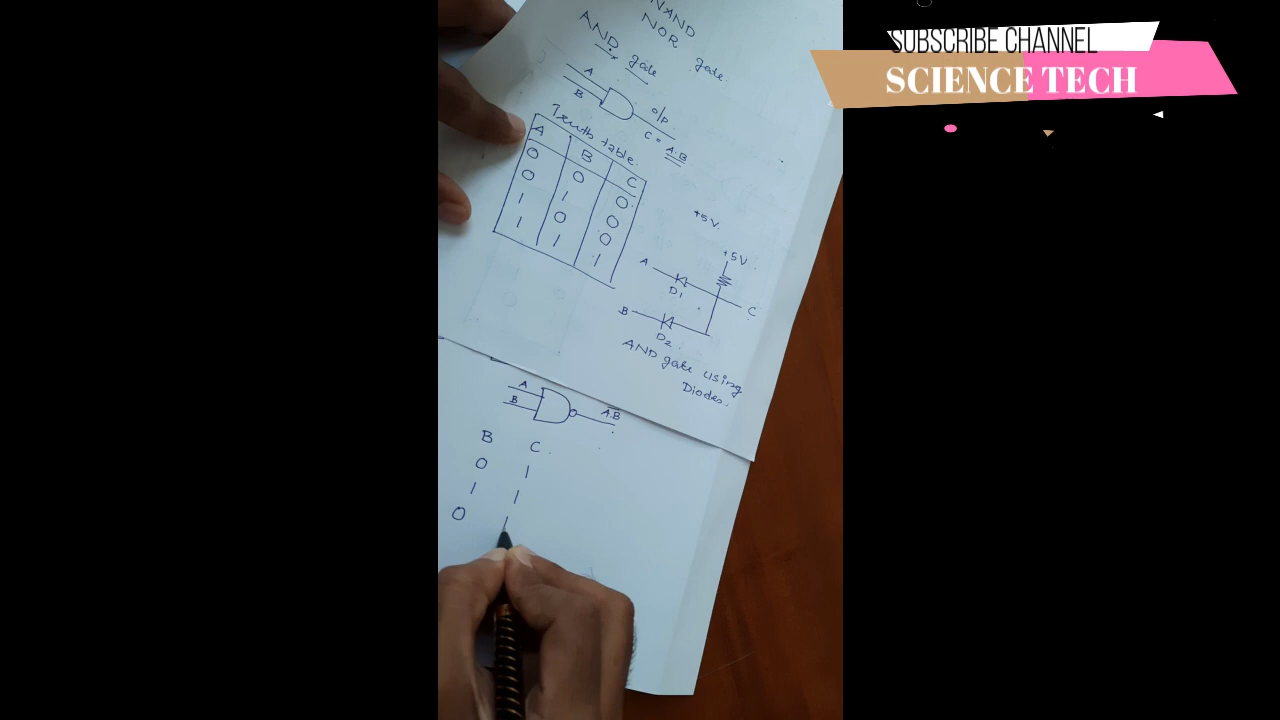 NAND
NOR
gate.
AND gate
A
B
o/p
C = A.B
Truth table.
A B C
0 0 0
0 1 0
1 0 0
1 1 1
+5V.
+5V.
A
D1
C
B
D2
AND gate using
Diodes.
A
B
A.B
B C.
0 1
1 1
0 1
SUBSCRIBE CHANNEL
SCIENCE TECH